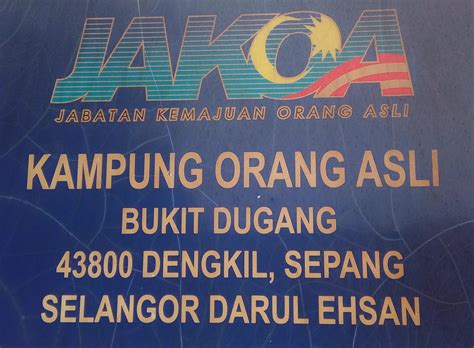 JAKOA
JABATAN KEMAJUAN ORANG ASLI
KAMPUNG ORANG ASLI
BUKIT DUGANG
43800 DENGKIL, SEPANG
SELANGOR DARUL EHSAN